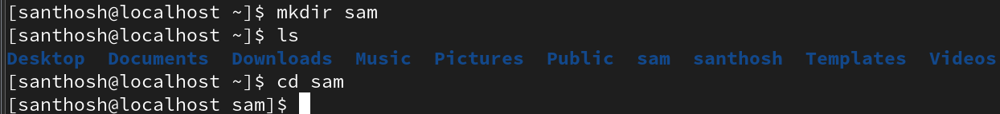 [santhosh@localhost ~]$ mkdir sam
[santhosh@localhost ~]$ ls
Desktop  Documents  Downloads  Music  Pictures  Public  sam  santhosh  Templates  Videos
[santhosh@localhost ~]$ cd sam
[santhosh@localhost sam]$